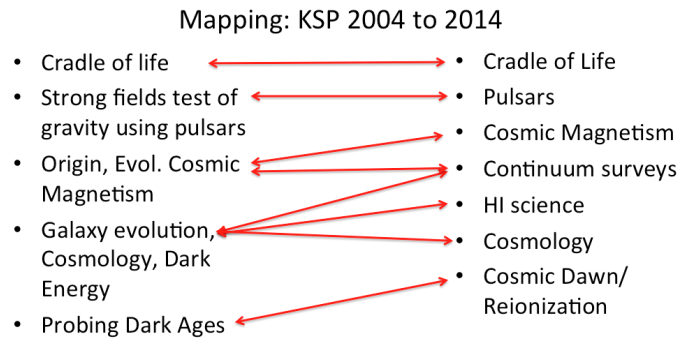 Mapping: KSP 2004 to 2014
• Cradle of life
• Strong fields test of
gravity using pulsars
• Origin, Evol. Cosmic
Magnetism
• Galaxy evolution,
Cosmology, Dark
Energy
• Probing Dark Ages
• Cradle of Life
• Pulsars
• Cosmic Magnetism
• Continuum surveys
• HI science
• Cosmology
• Cosmic Dawn/
Reionization